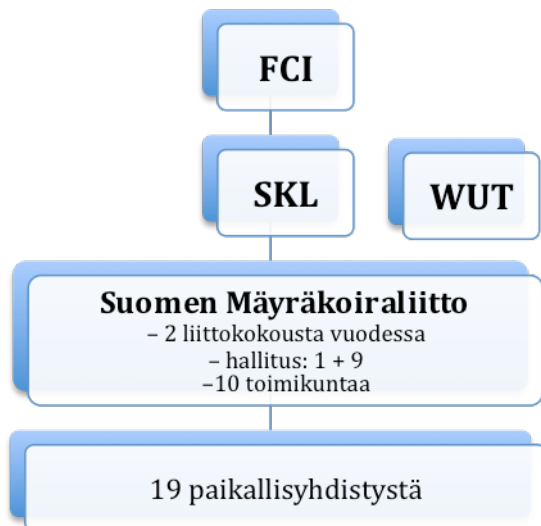 FCI
SKL
WUT
Suomen Mäyräkoiraliitto
– 2 liittokokousta vuodessa
– hallitus: 1 + 9
–10 toimikuntaa
19 paikallisyhdistystä